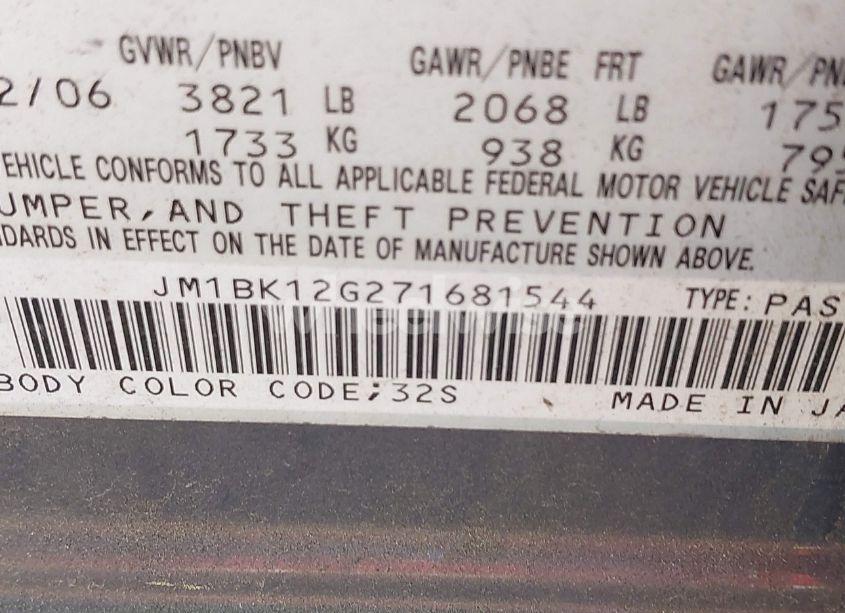 GVWR/PNBV GAWR/PNBE FRT GAWR/PN
2/06 3821 LB 2068 LB 175
1733 KG 938 KG 79
EHICLE CONFORMS TO ALL APPLICABLE FEDERAL MOTOR VEHICLE SAF
UMPER,AND THEFT PREVENTION
DARDS IN EFFECT ON THE DATE OF MANUFACTURE SHOWN ABOVE.
JM1BK12G271681544 TYPE: PAS
BODY COLOR CODE;32S MADE IN JA